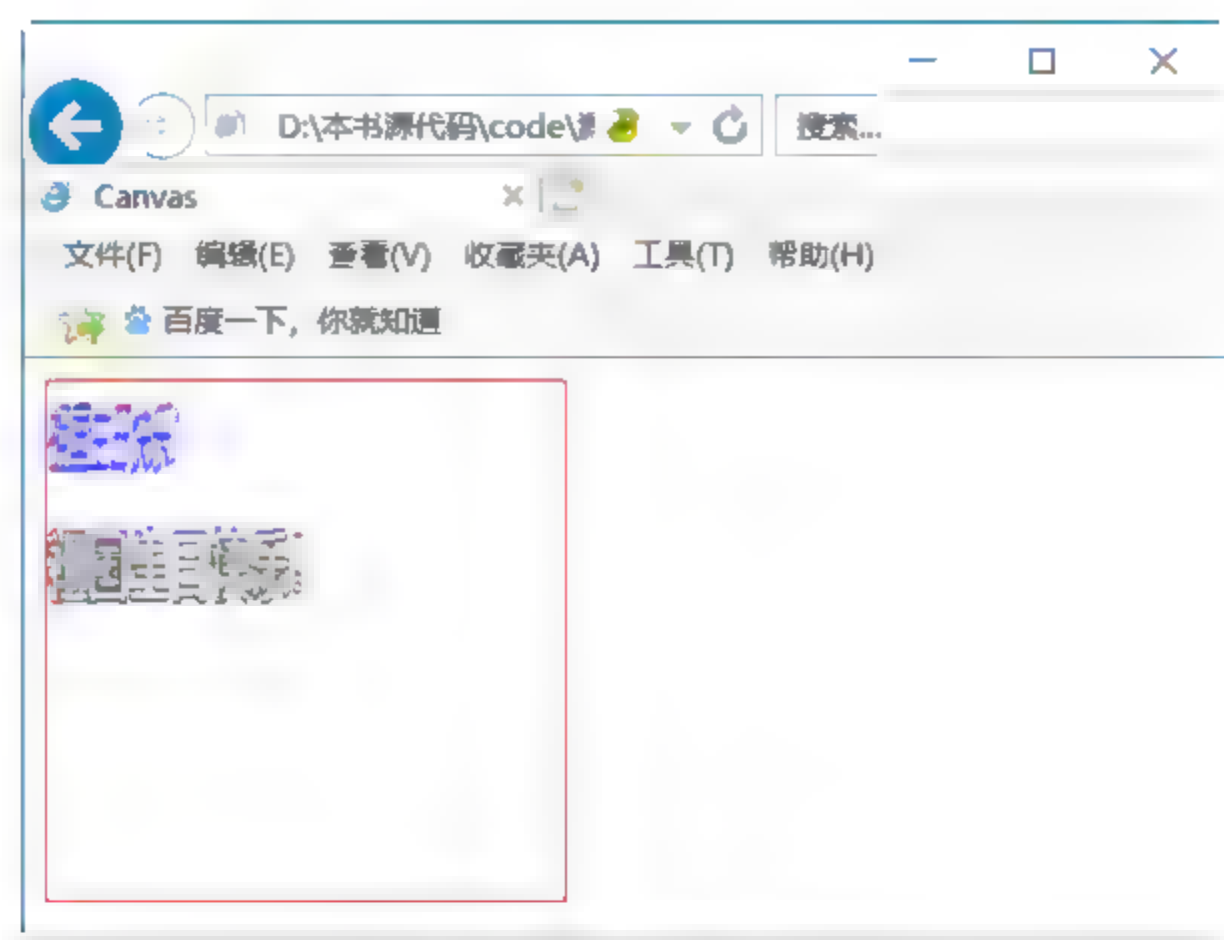 D:\本书源代码\code\
搜索...
Canvas
文件(F) 编辑(E) 查看(V) 收藏夹(A) 工具(T) 帮助(H)
百度一下，你就知道